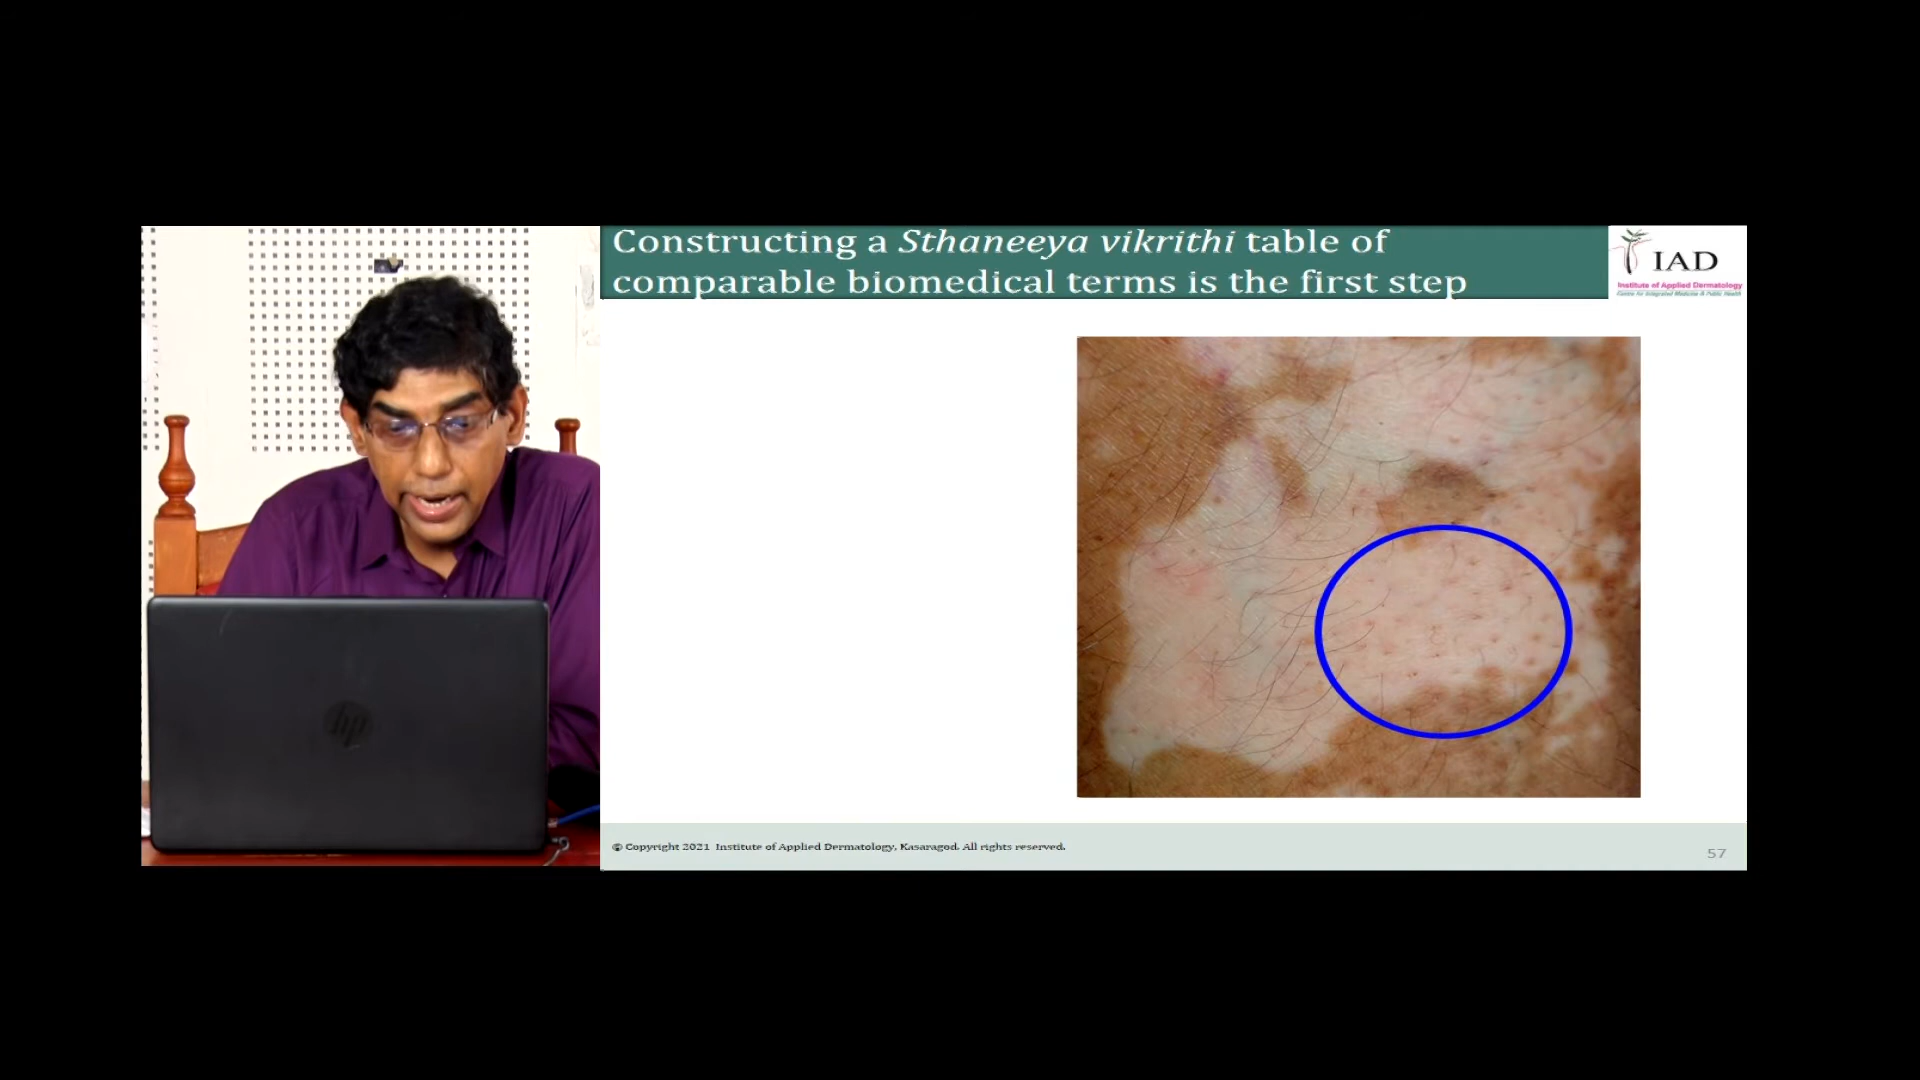 Constructing a Sthaneeya vikrithi table of
comparable biomedical terms is the first step
IAD
Institute of Applied Dermatology
Centre for Integrated Medicine & Public Health
hp
© Copyright 2021 Institute of Applied Dermatology, Kasaragod. All rights reserved.
57